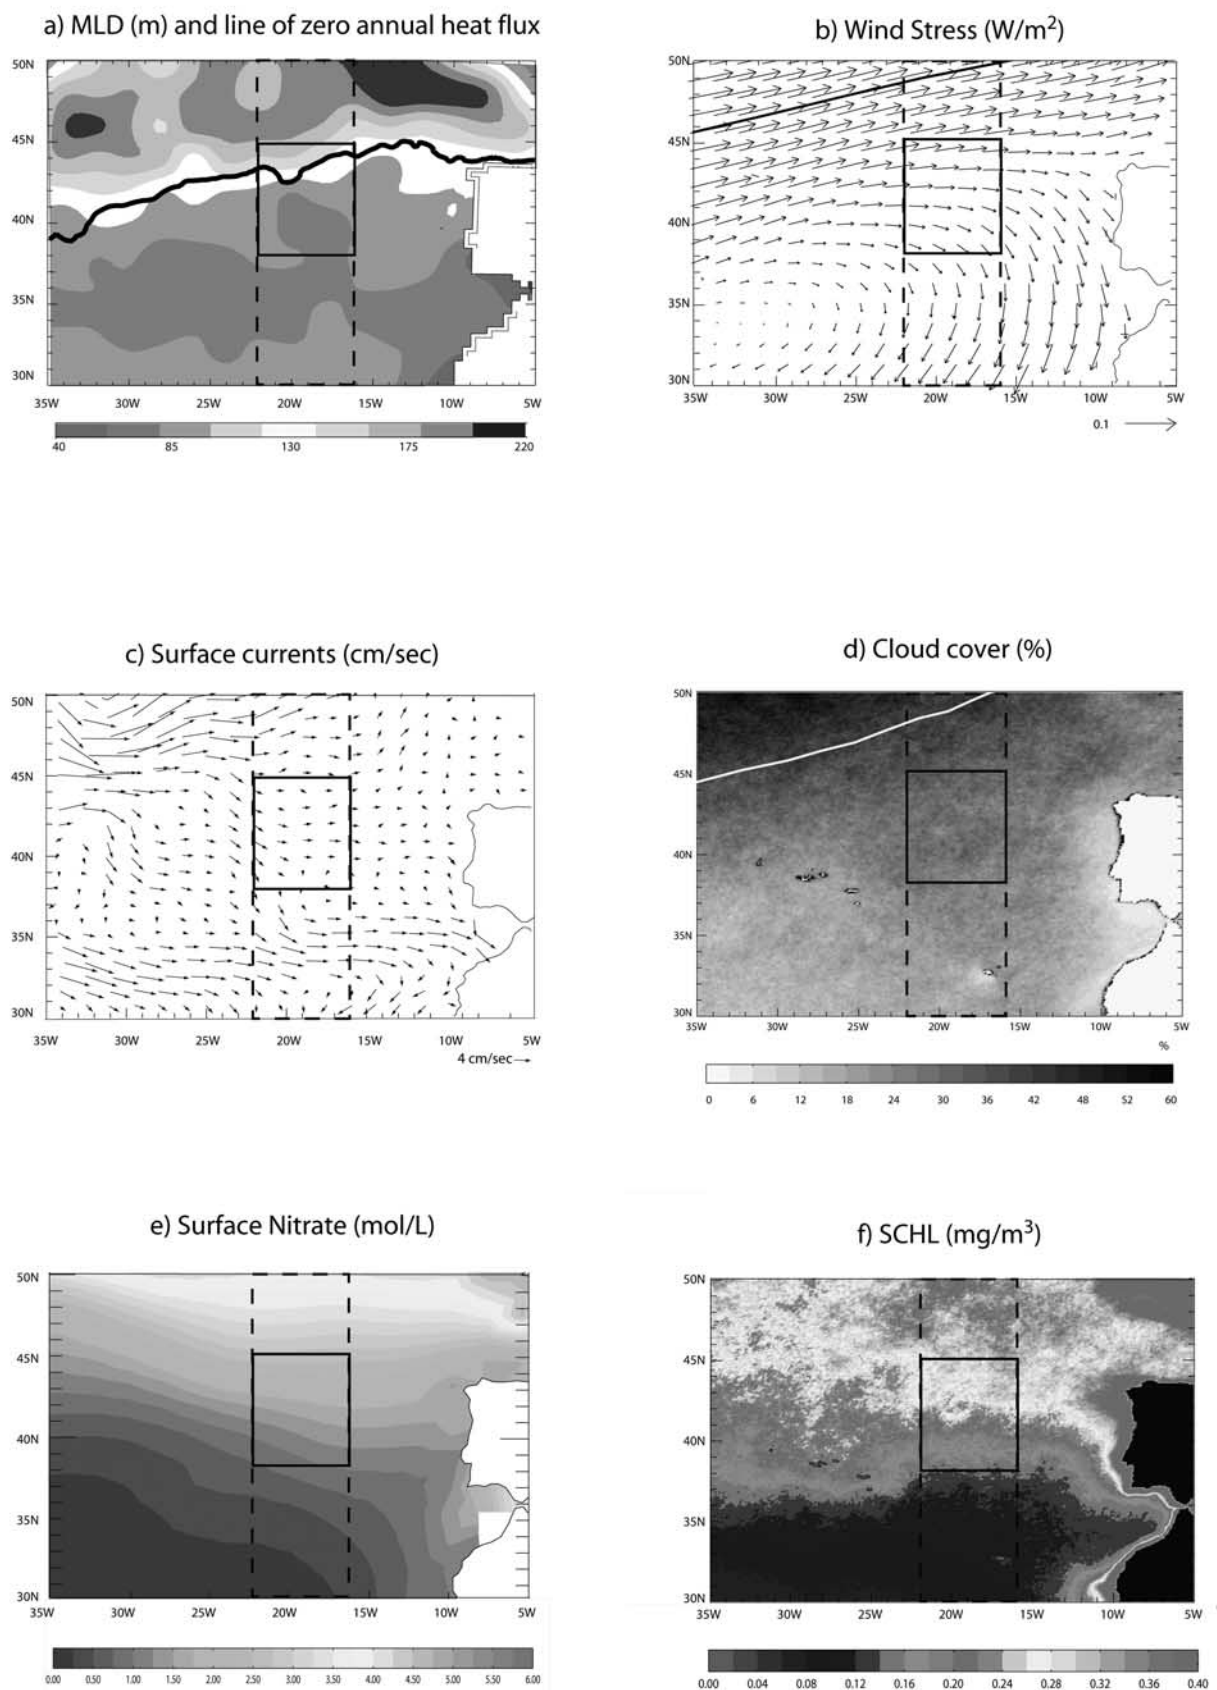 a) MLD (m) and line of zero annual heat flux
50N
45N
40N
35N
30N
35W 30W 25W 20W 15W 10W 5W
40 85 130 175 220
b) Wind Stress (W/m²)
50N
45N
40N
35N
30N
35W 30W 25W 20W 15W 10W 5W
0.1
c) Surface currents (cm/sec)
50N
45N
40N
35N
30N
35W 30W 25W 20W 15W 10W 5W
4 cm/sec
d) Cloud cover (%)
50N
45N
40N
35N
30N
35W 30W 25W 20W 15W 10W 5W
%
0 6 12 18 24 30 36 42 48 52 60
e) Surface Nitrate (mol/L)
50N
45N
40N
35N
30N
35W 30W 25W 20W 15W 10W 5W
0.00 0.50 1.00 1.50 2.00 2.50 3.00 3.50 4.00 4.50 5.00 5.50 6.00
f) SCHL (mg/m³)
50N
45N
40N
35N
30N
35W 30W 25W 20W 15W 10W 5W
0.00 0.04 0.08 0.12 0.16 0.20 0.24 0.28 0.32 0.36 0.40